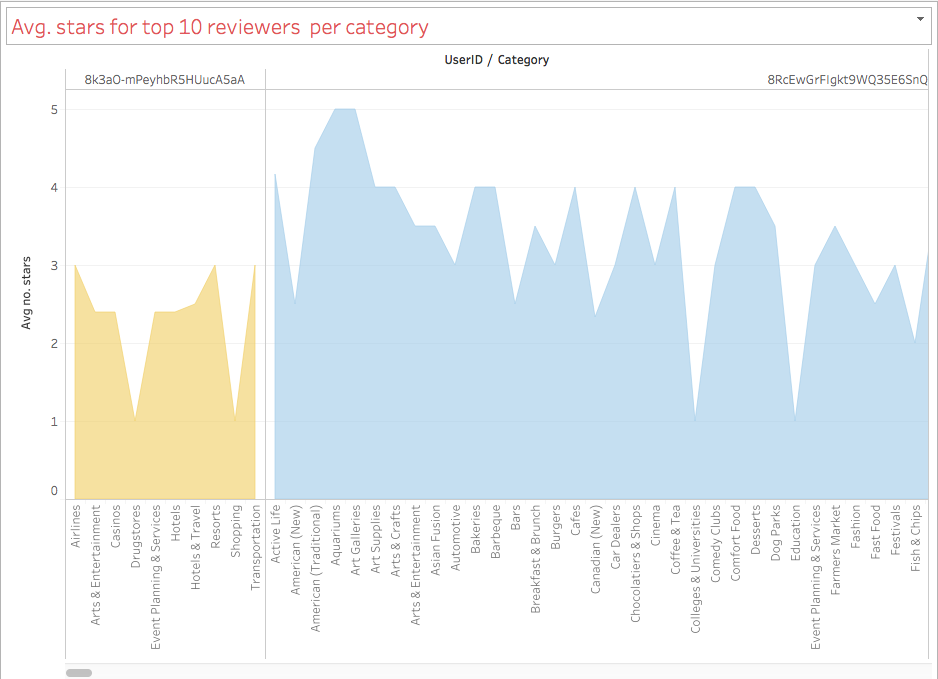 Avg. stars for top 10 reviewers  per category
UserID / Category
8k3aO-mPeyhbR5HUucA5aA
8RcEwGrFIgkt9WQ35E6SnQ
Avg no. stars
5
4
3
2
1
0
Airlines
Arts & Entertainment
Casinos
Drugstores
Event Planning & Services
Hotels
Hotels & Travel
Resorts
Shopping
Transportation
Active Life
American (New)
American (Traditional)
Aquariums
Art Galleries
Art Supplies
Arts & Crafts
Arts & Entertainment
Asian Fusion
Automotive
Bakeries
Barbeque
Bars
Breakfast & Brunch
Burgers
Cafes
Canadian (New)
Car Dealers
Chocolatiers & Shops
Cinema
Coffee & Tea
Colleges & Universities
Comedy Clubs
Comfort Food
Desserts
Dog Parks
Education
Event Planning & Services
Farmers Market
Fashion
Fast Food
Festivals
Fish & Chips